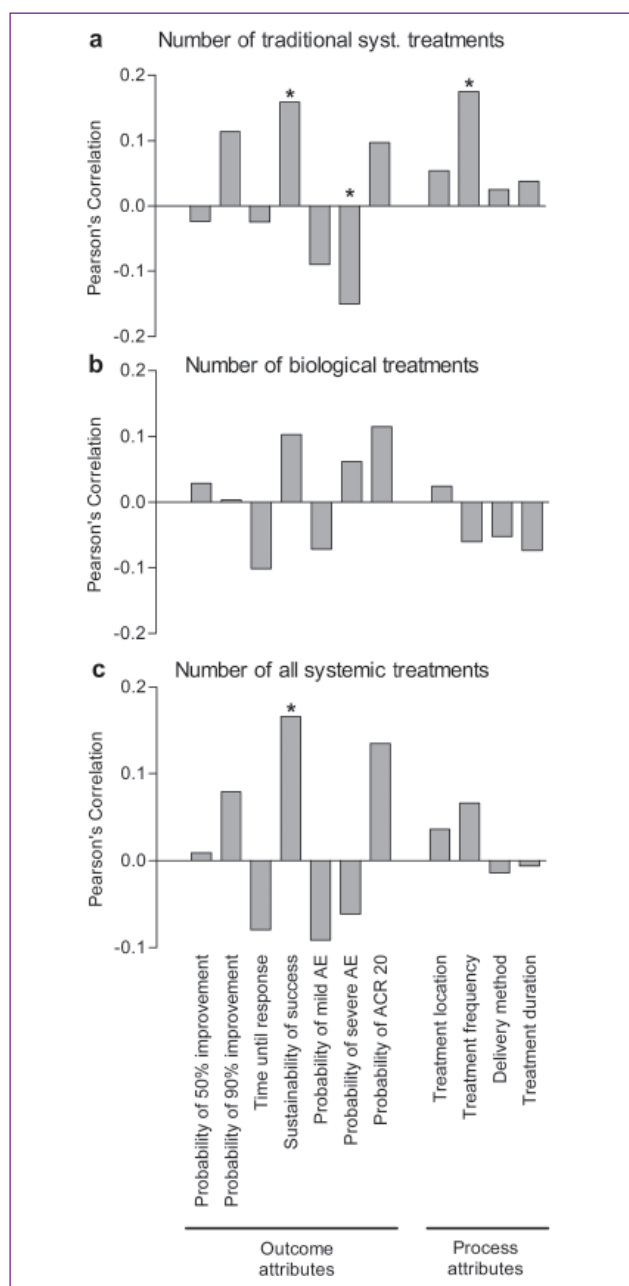 a Number of traditional syst. treatments
Pearson's Correlation
0.2
0.1
0.0
-0.1
-0.2
*
*
*
b Number of biological treatments
Pearson's Correlation
0.2
0.1
0.0
-0.1
-0.2
c Number of all systemic treatments
Pearson's Correlation
0.2
0.1
0.0
-0.1
*
Probability of 50% improvement
Probability of 90% improvement
Time until response
Sustainability of success
Probability of mild AE
Probability of severe AE
Probability of ACR 20
Treatment location
Treatment frequency
Delivery method
Treatment duration
Outcome
attributes
Process
attributes